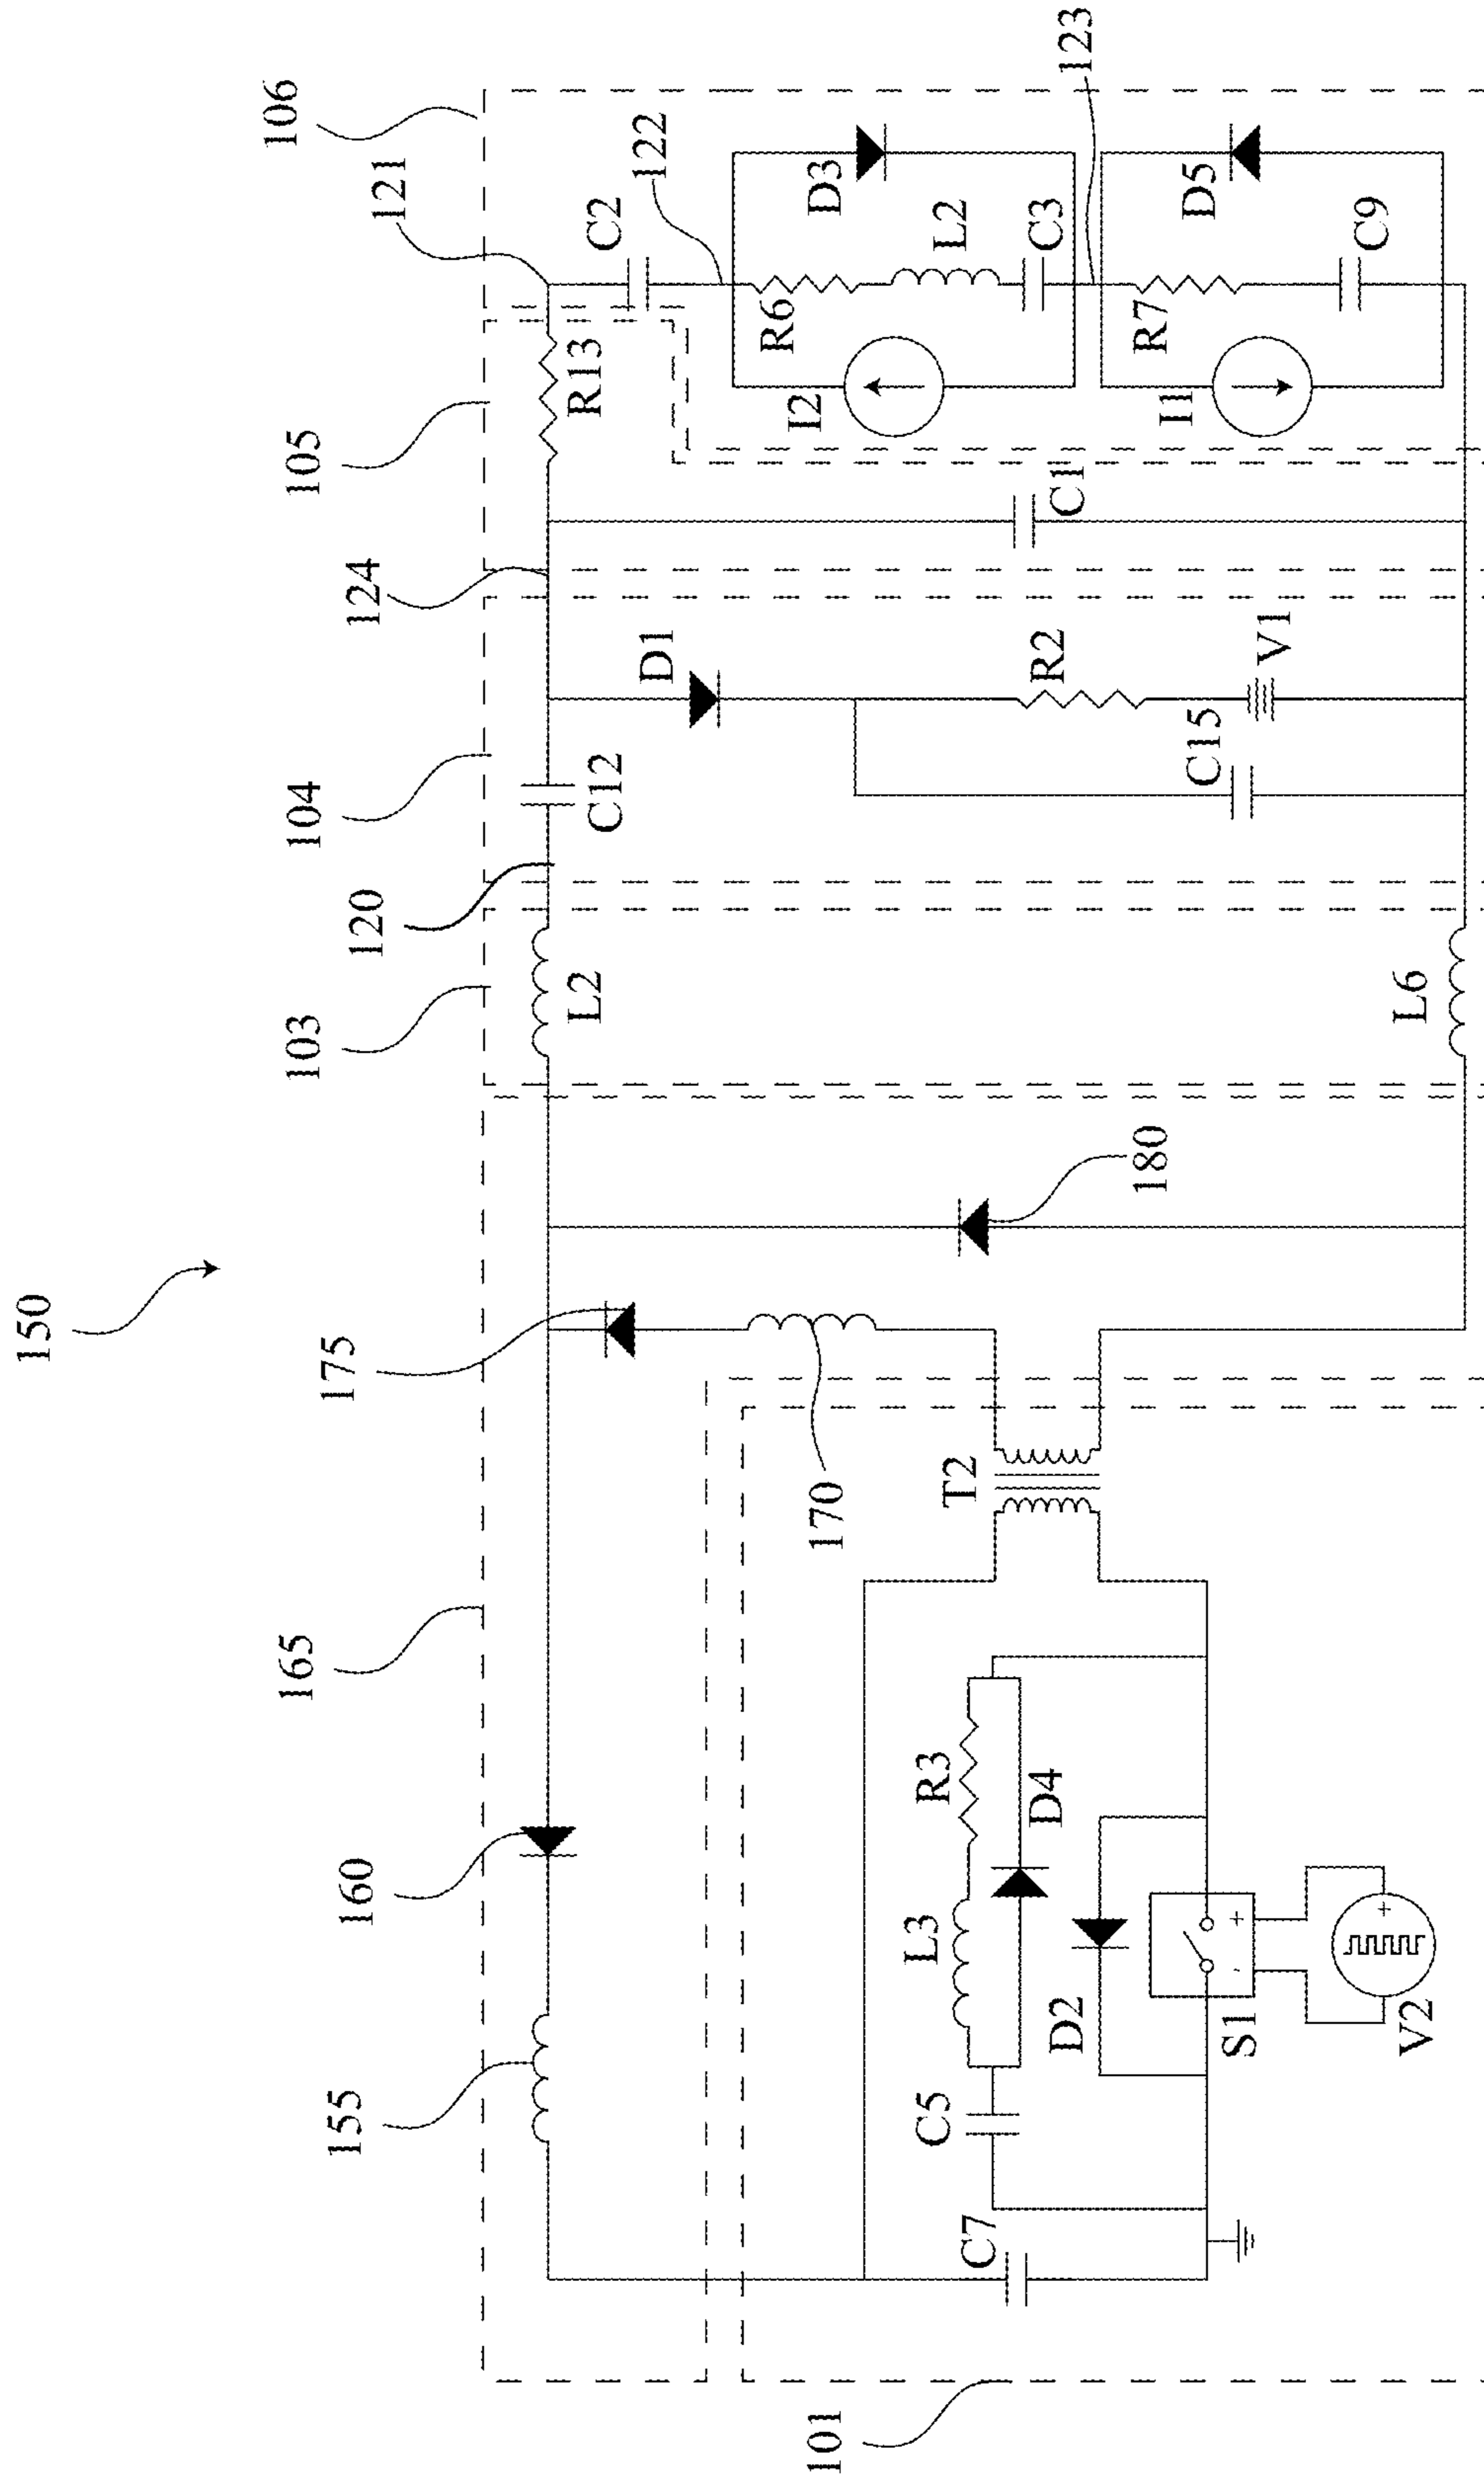 150
106
121
105
124
104
120
103
175
165
160
155
101
122
123
C2
D3
R6
L2
C3
I2
R13
D5
R7
C9
I1
C1
D1
R2
V1
C15
C12
L2
L6
180
170
T2
R3
D4
L3
D2
C5
C7
S1
- +
V2
+